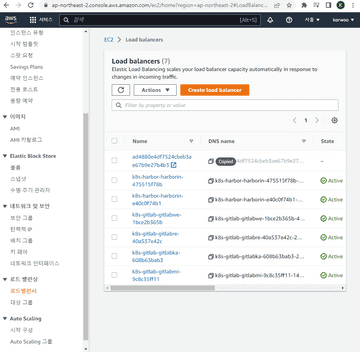 ap-northeast-2.console.aws.amazon.com/ec2/home?region=ap-northeast-2#LoadBalanc
aws
서비스
검색
[Alt+S]
서울
korwoo
인스턴스 유형
시작 템플릿
스팟 요청
Savings Plans
예약 인스턴스
전용 호스트
용량 예약
이미지
AMI
AMI 카탈로그
Elastic Block Store
볼륨
스냅샷
수명 주기 관리자
네트워크 및 보안
보안 그룹
탄력적 IP
배치 그룹
키 페어
네트워크 인터페이스
로드 밸런싱
로드밸런서
대상 그룹
Auto Scaling
시작 구성
Auto Scaling 그룹
EC2 > Load balancers
Load balancers (7)
Elastic Load Balancing scales your load balancer capacity automatically in response to
changes in incoming traffic.
Actions
Create load balancer
Filter by property or value
1
Name
DNS name
State
ad4880e4df7524cbeb3ae
e67b9e27b4b5
Copied
–
k8s-harbor-harborin-
475515f78b
k8s-harbor-harborin-475515f78b-
Active
k8s-harbor-harborin-
e40c0f74b1
k8s-harbor-harborin-e40c0f74b1-
Active
k8s-gitlab-gitlabwe-
1bce2b365b
k8s-gitlab-gitlabwe-1bce2b365b-4...
Active
k8s-gitlab-gitlabre-
40a537e42c
k8s-gitlab-gitlabre-40a537e42c-2...
Active
k8s-gitlab-gitlabka-
608b63bab3
k8s-gitlab-gitlabka-608b63bab3-2...
Active
k8s-gitlab-gitlabmi-
9c8c35ff11
k8s-gitlab-gitlabmi-9c8c35ff11-14...
Active